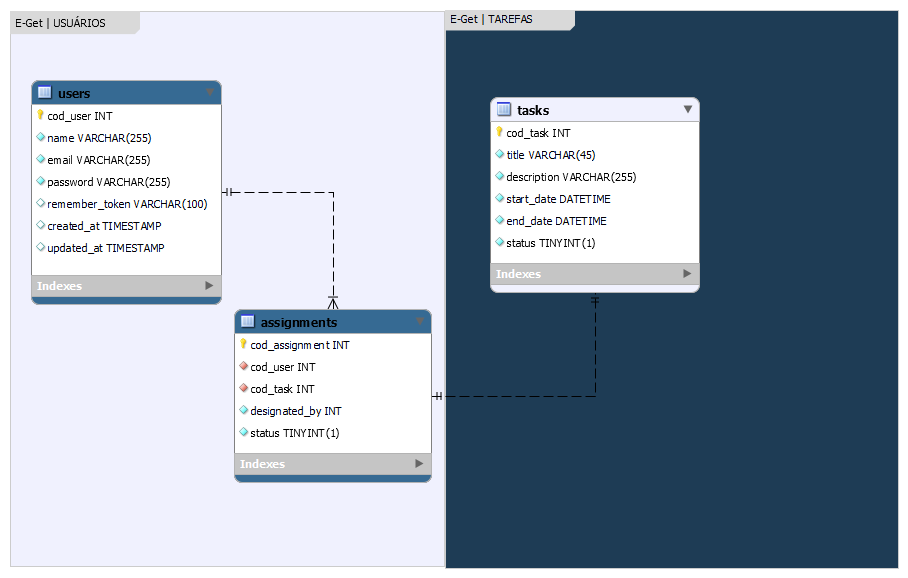 E-Get | USUÁRIOS
users
cod_user INT
name VARCHAR(255)
email VARCHAR(255)
password VARCHAR(255)
remember_token VARCHAR(100)
created_at TIMESTAMP
updated_at TIMESTAMP
Indexes
assignments
cod_assignment INT
cod_user INT
cod_task INT
designated_by INT
status TINYINT(1)
Indexes
E-Get | TAREFAS
tasks
cod_task INT
title VARCHAR(45)
description VARCHAR(255)
start_date DATETIME
end_date DATETIME
status TINYINT(1)
Indexes